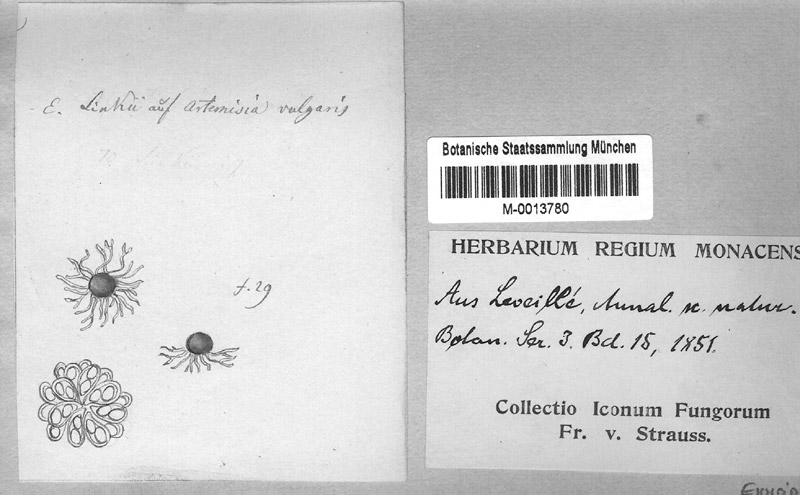 E. Linkii auf Artemisia vulgaris
f. 29
Botanische Staatssammlung München
M-0013780
HERBARIUM REGIUM MONACENS
Aus Leveillé, Annal. sc. natur.
Botan. Ser. 3. Bd. 15, 1851.
Collectio Iconum Fungorum
Fr. v. Strauss.